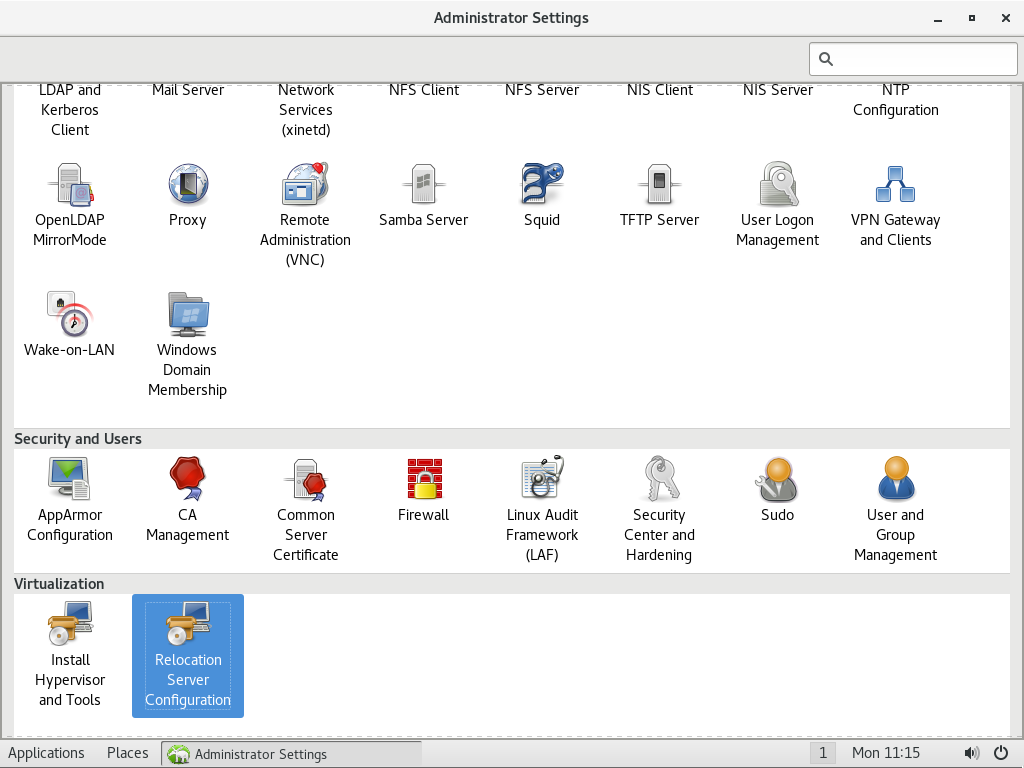 Administrator Settings
LDAP and Kerberos Client
Mail Server
Network Services (xinetd)
NFS Client
NFS Server
NIS Client
NIS Server
NTP Configuration
OpenLDAP MirrorMode
Proxy
Remote Administration (VNC)
Samba Server
Squid
TFTP Server
User Logon Management
VPN Gateway and Clients
Wake-on-LAN
Windows Domain Membership
Security and Users
AppArmor Configuration
CA Management
Common Server Certificate
Firewall
Linux Audit Framework (LAF)
Security Center and Hardening
Sudo
User and Group Management
Virtualization
Install Hypervisor and Tools
Relocation Server Configuration
Applications Places Administrator Settings 1 Mon 11:15